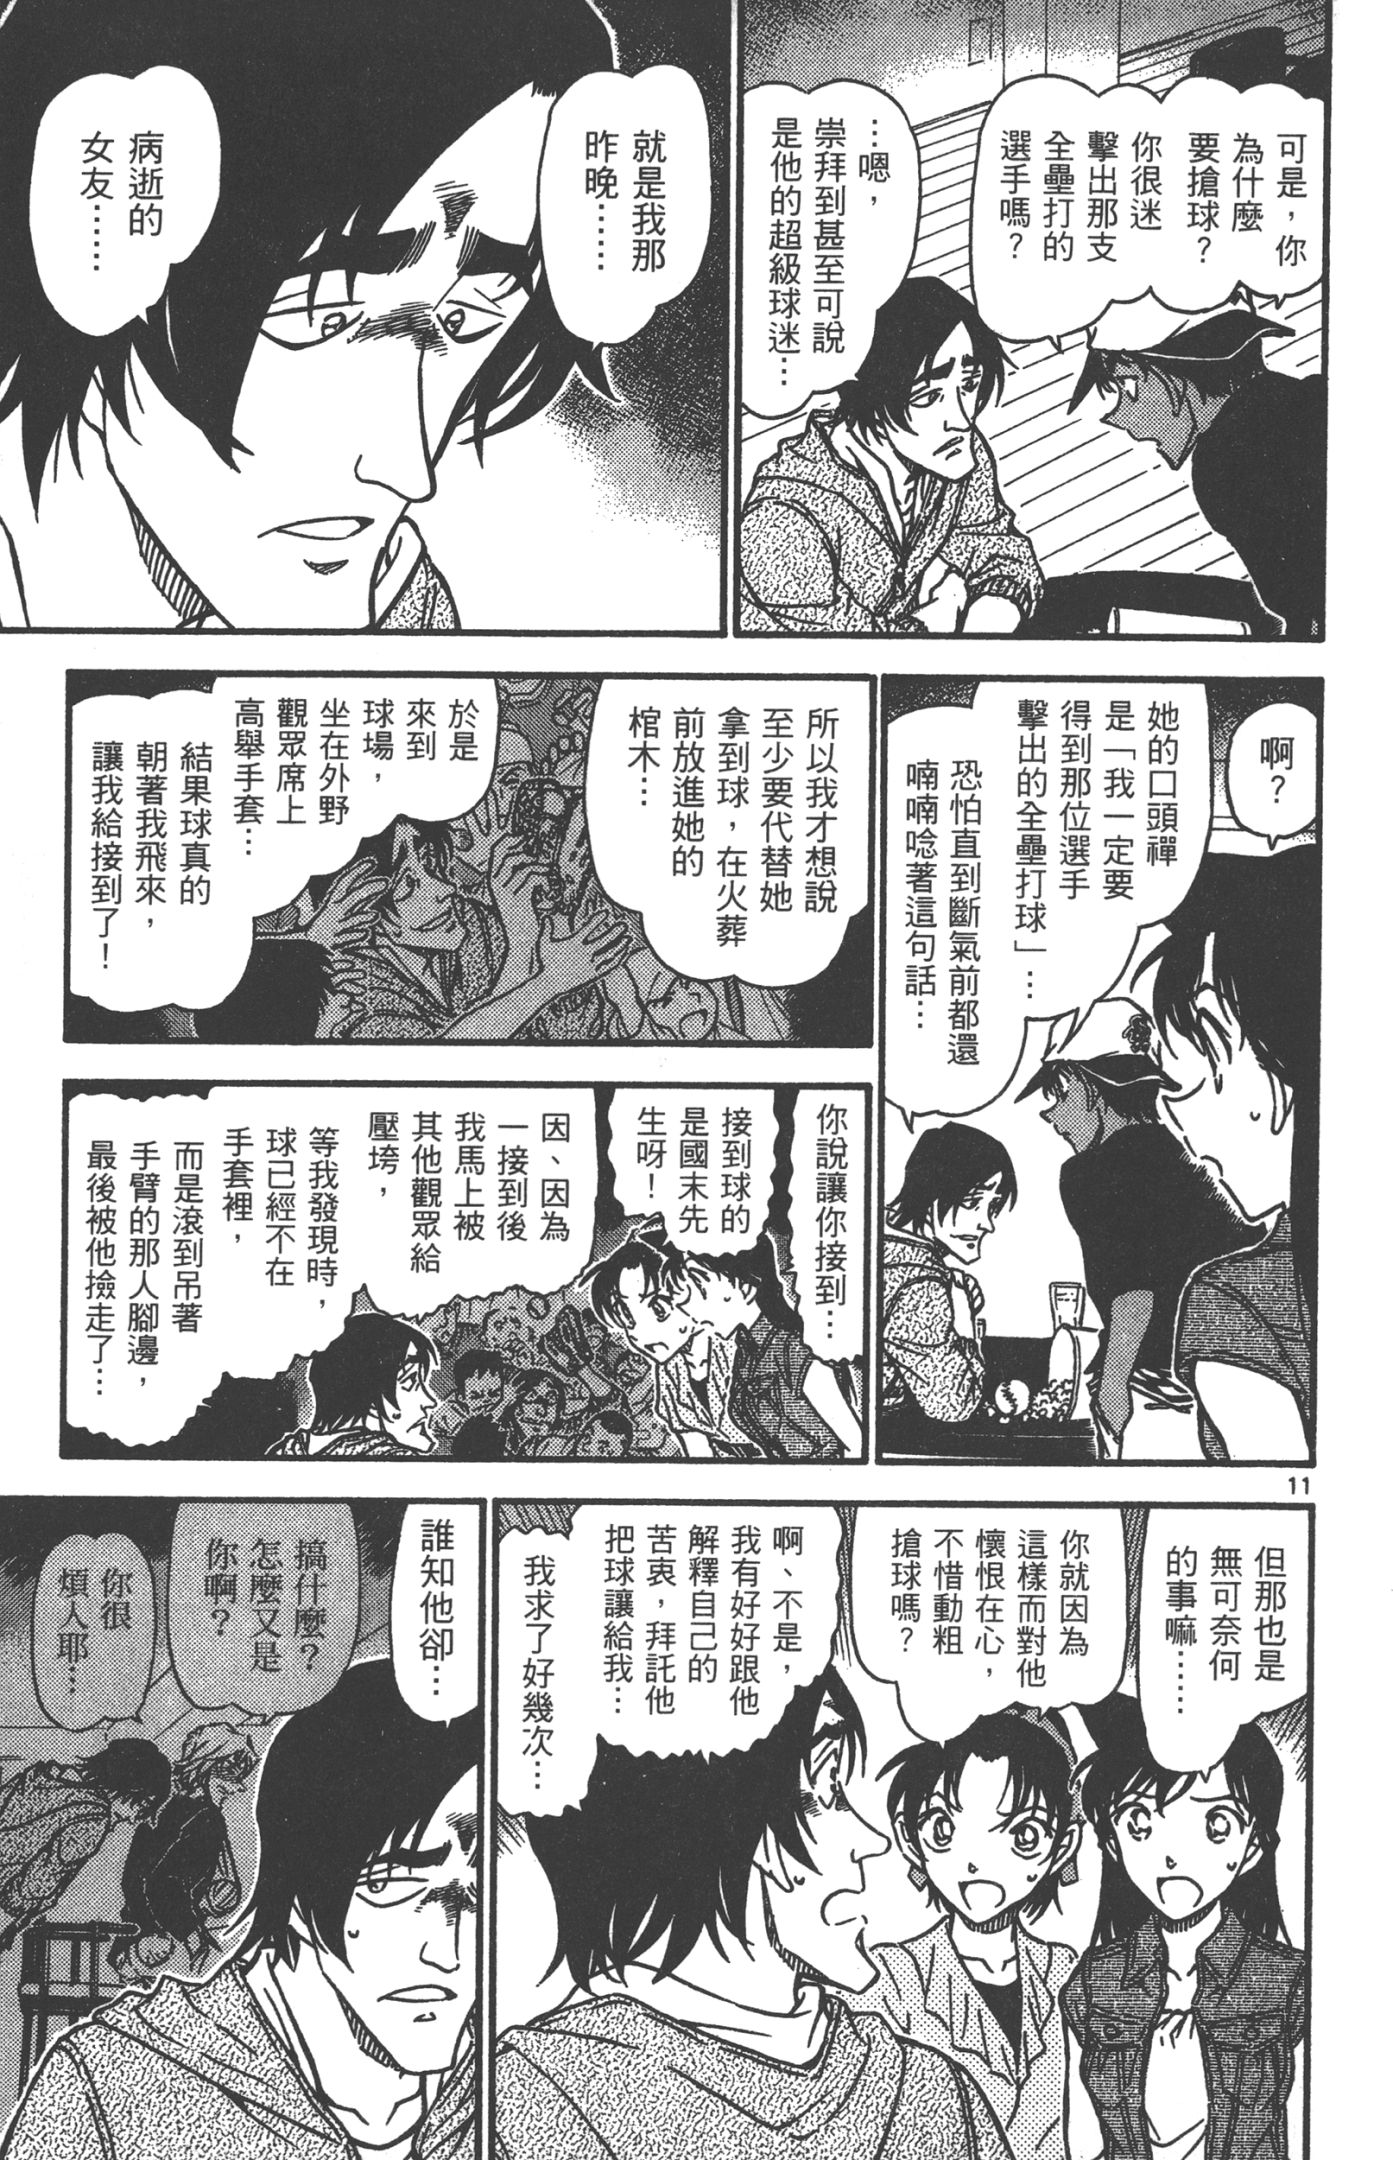 可是，你
為什麼
要搶球？
你很迷
擊出那支
全壘打的
選手嗎？
…嗯，
崇拜到甚至可說
是他的超級球迷…
就是我那
昨晚……
病逝的
女友……
啊？
她的口頭禪
是「我一定要
得到那位選手
擊出的全壘打球」…
恐怕直到斷氣前都還
喃喃唸著這句話…
所以我才想說
至少要代替她
拿到球，在火葬
前放進她的
棺木…
於是
來到
球場，
坐在外野
觀眾席上
高舉手套…
結果球真的
朝著我飛來，
讓我給接到了！
你說讓你接到…
接到球的
是國末先
生呀！
因、因為
一接到後
我馬上被
其他觀眾給
壓垮，
等我發現時，
球已經不在
手套裡，
而是滾到吊著
手臂的那人腳邊，
最後被他撿走了…
11
但那也是
無可奈何
的事嘛……
你就因為
這樣而對他
懷恨在心，
不惜動粗
搶球嗎？
啊、不是，
我有好好跟他
解釋自己的
苦衷，拜託他
把球讓給我…
我求了好幾次…
誰知他卻…
搞什麼？
怎麼又是
你啊？
你很
煩人耶…